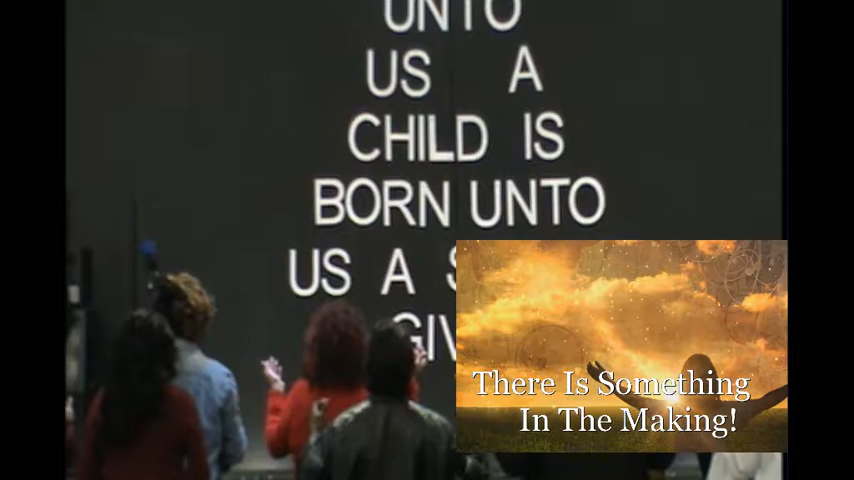 UNTO
US A
CHILD IS
BORN UNTO
US A
There Is Something
In The Making!